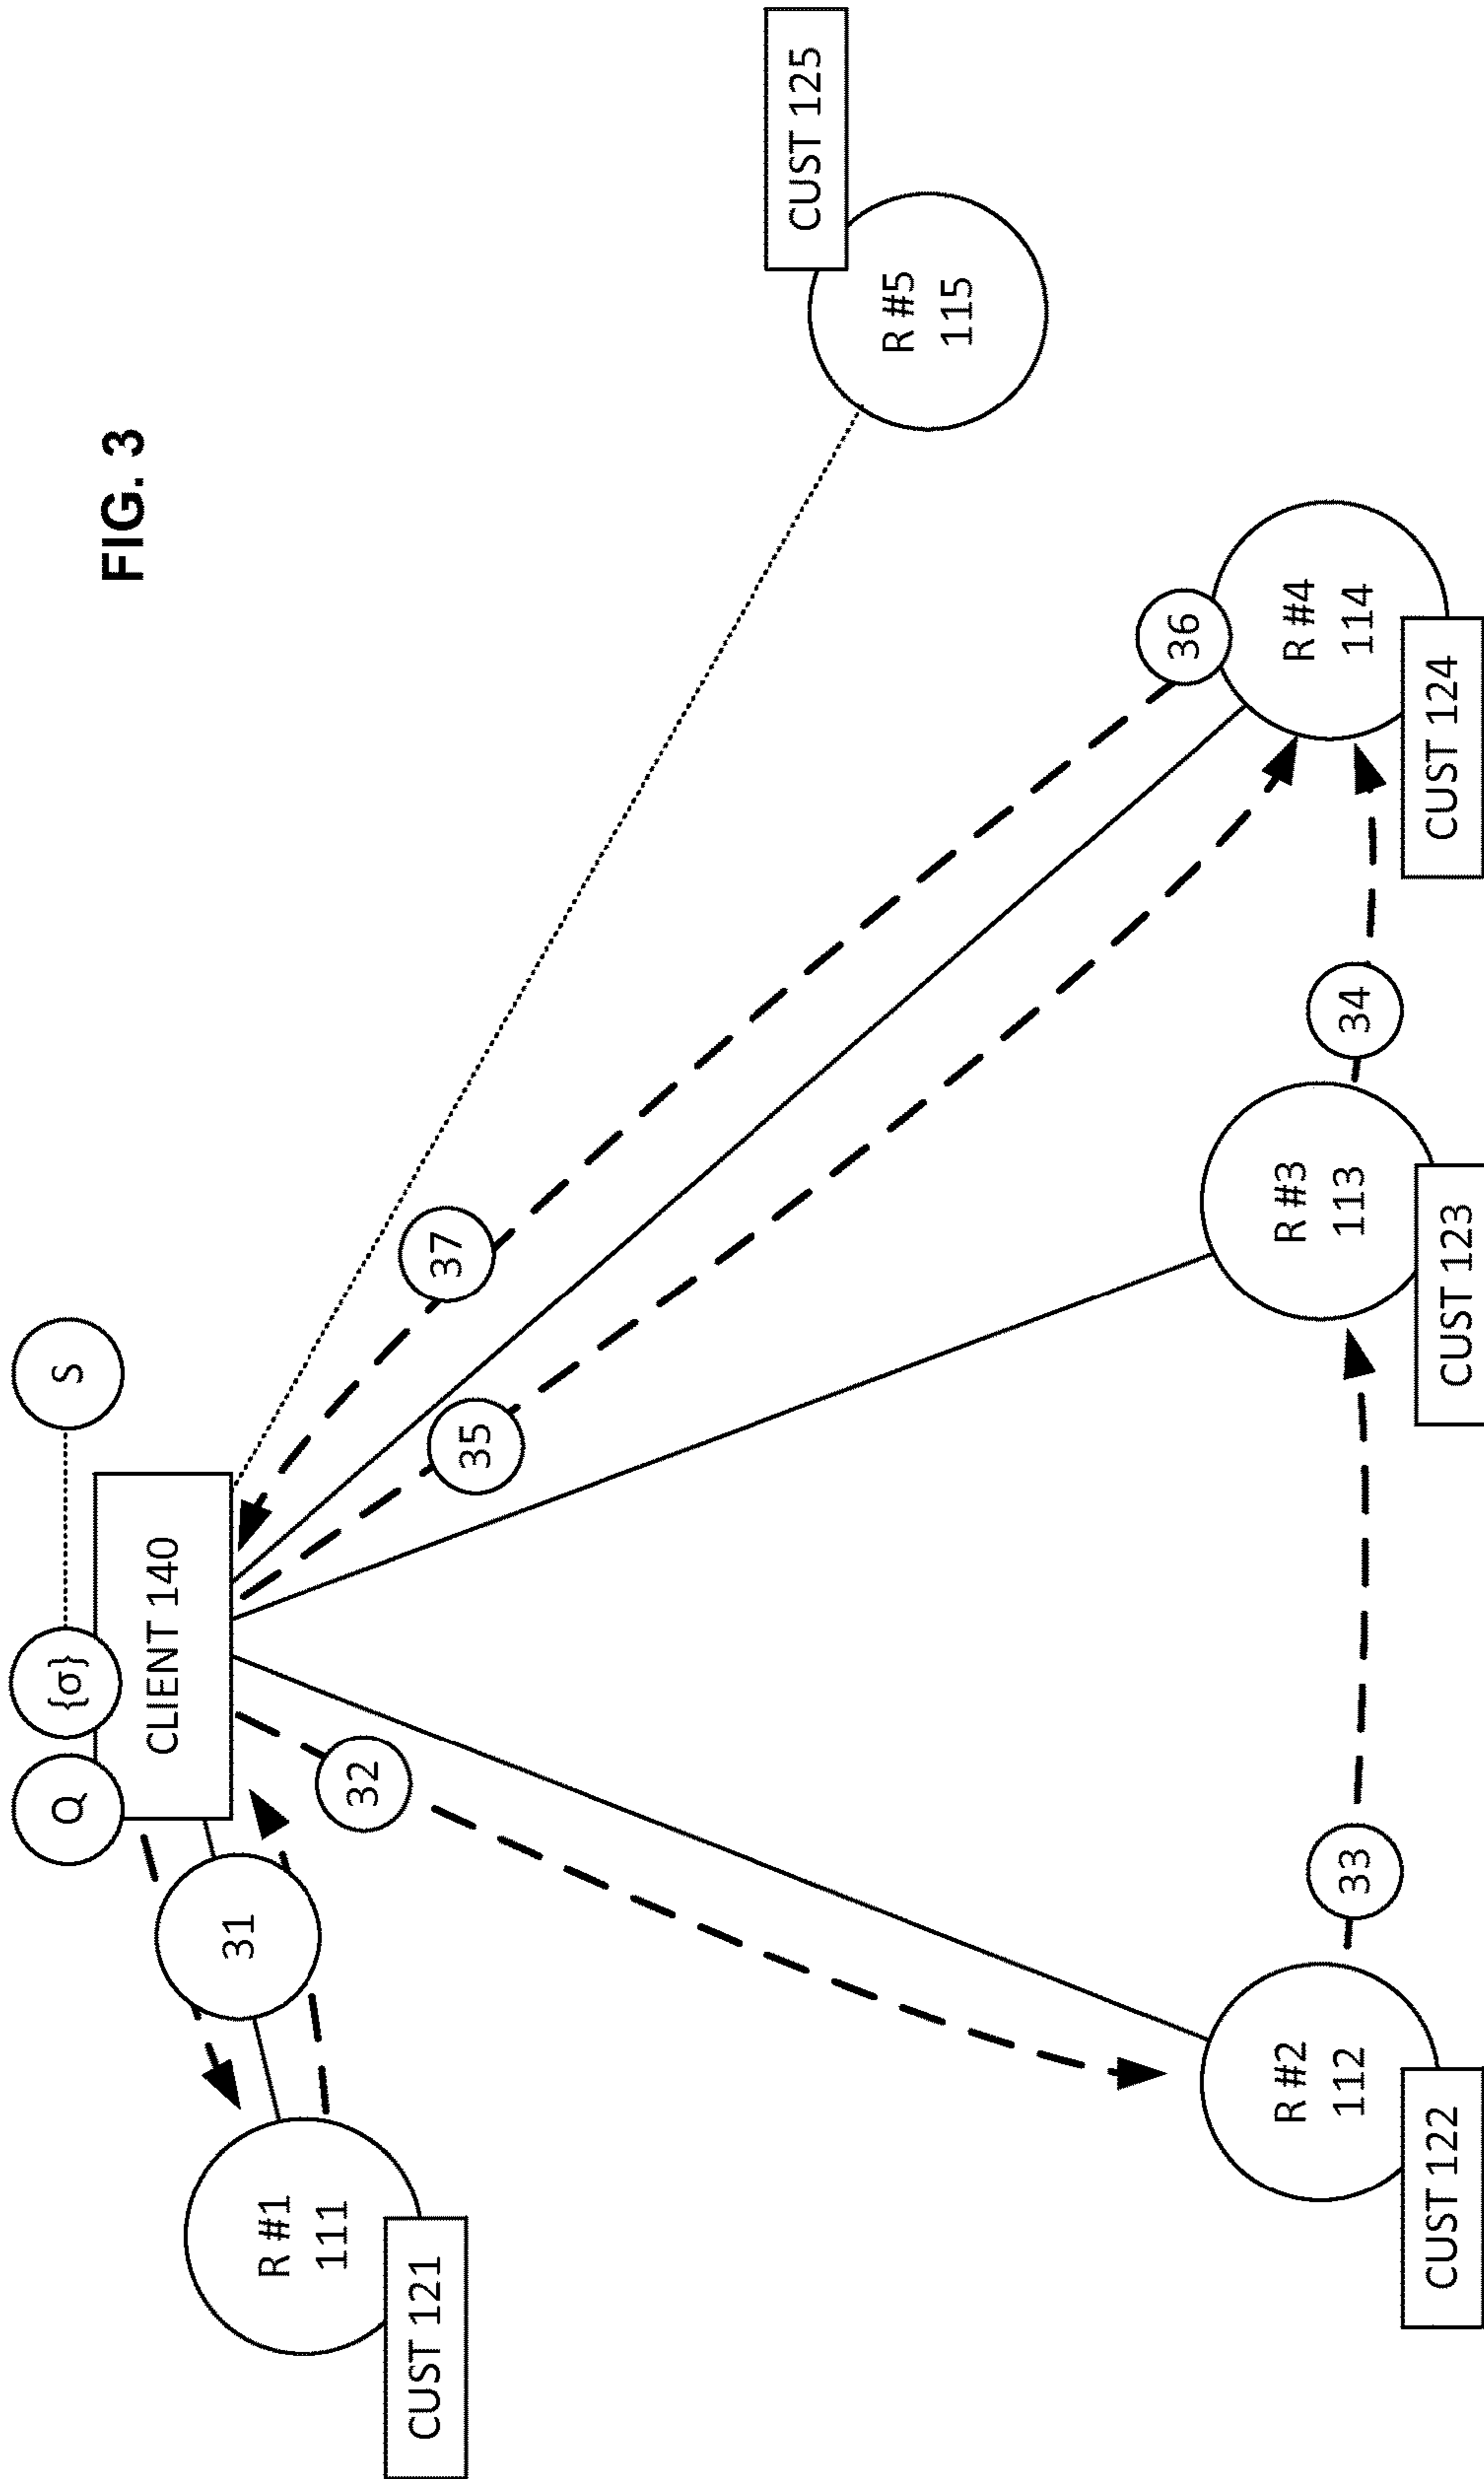 FIG. 3
Q
{σ}
S
CLIENT 140
31
R #1
111
CUST 121
32
37
35
CUST 125
R #5
115
36
R #2
112
CUST 122
33
R #3
113
CUST 123
34
R #4
114
CUST 124